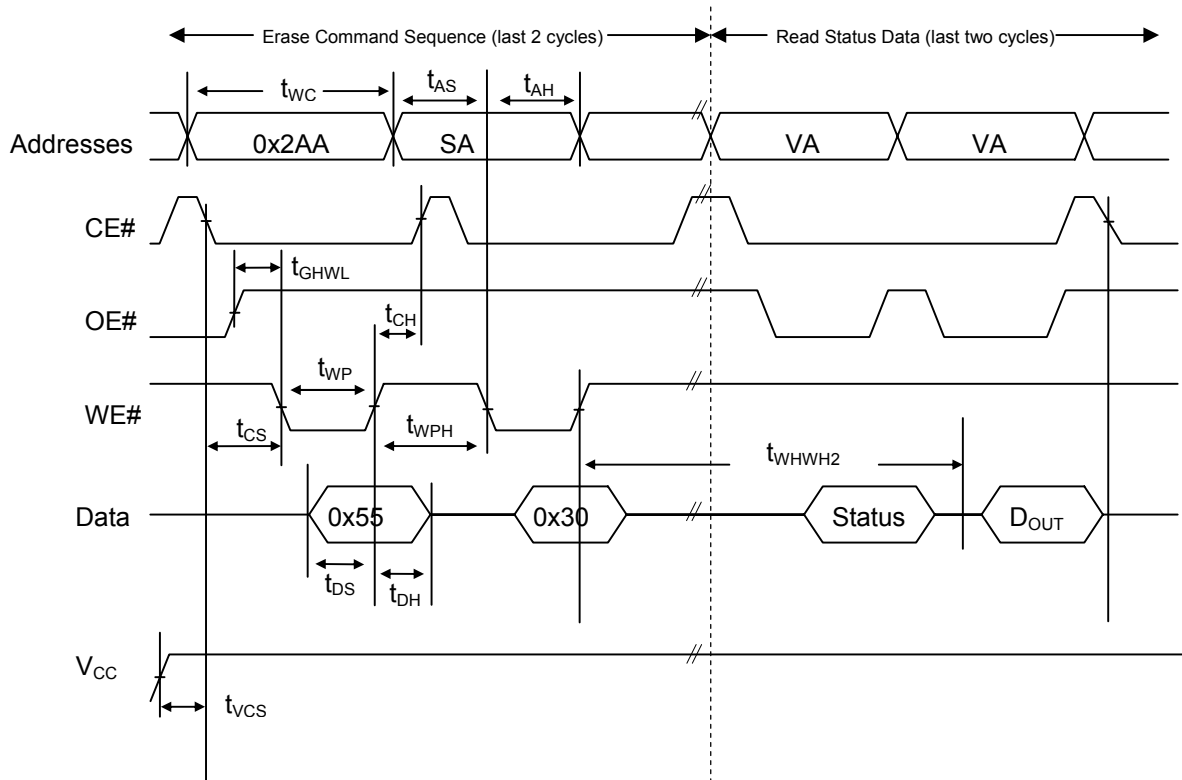 Erase Command Sequence (last 2 cycles)
Read Status Data (last two cycles)
tWC
tAS
tAH
Addresses
0x2AA
SA
VA
VA
CE#
tGHWL
OE#
tCH
tWP
WE#
tCS
tWPH
tWHWH2
Data
0x55
0x30
Status
DOUT
tDS
tDH
VCC
tVCS